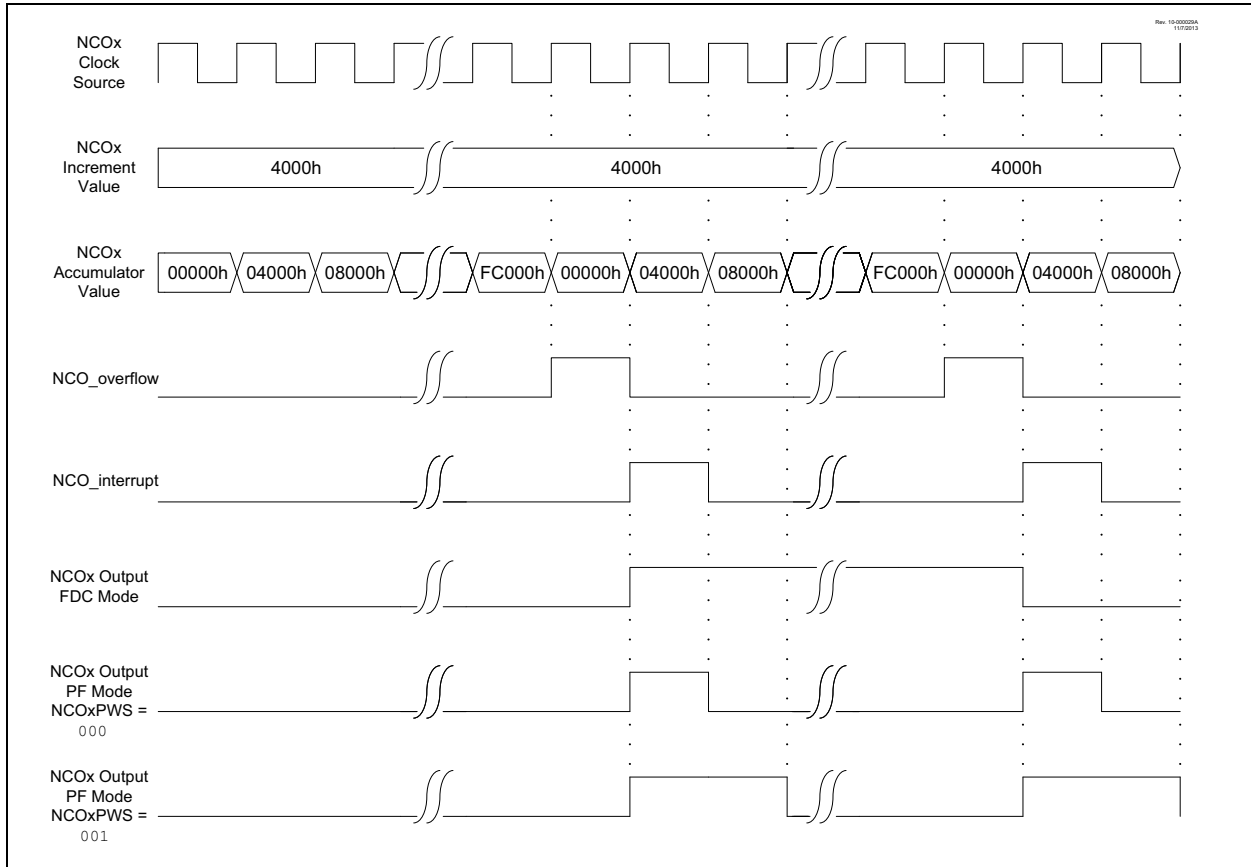 Rev. 10-000029A
11/7/2013
NCOx
Clock
Source
NCOx
Increment
Value
4000h
4000h
4000h
NCOx
Accumulator
Value
00000h 04000h 08000h FC000h 00000h 04000h 08000h FC000h 00000h 04000h 08000h
NCO_overflow
NCO_interrupt
NCOx Output
FDC Mode
NCOx Output
PF Mode
NCOxPWS =
000
NCOx Output
PF Mode
NCOxPWS =
001